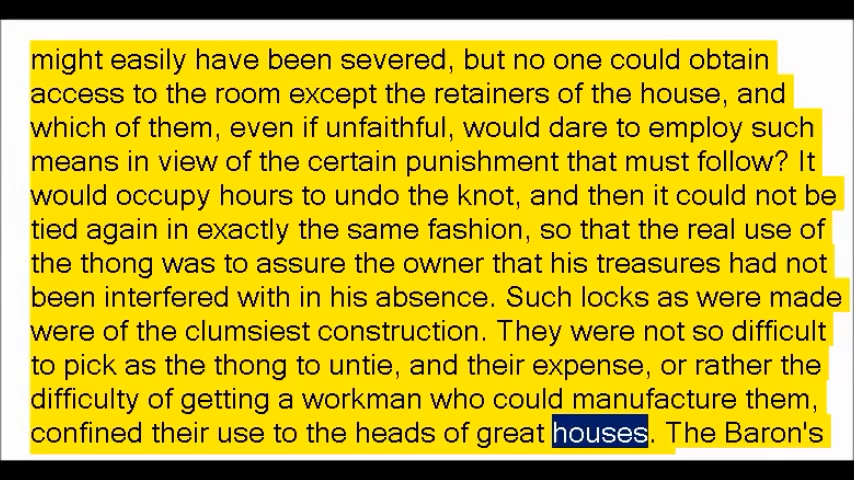 might easily have been severed, but no one could obtain
access to the room except the retainers of the house, and
which of them, even if unfaithful, would dare to employ such
means in view of the certain punishment that must follow? It
would occupy hours to undo the knot, and then it could not be
tied again in exactly the same fashion, so that the real use of
the thong was to assure the owner that his treasures had not
been interfered with in his absence. Such locks as were made
were of the clumsiest construction. They were not so difficult
to pick as the thong to untie, and their expense, or rather the
difficulty of getting a workman who could manufacture them,
confined their use to the heads of great houses. The Baron's